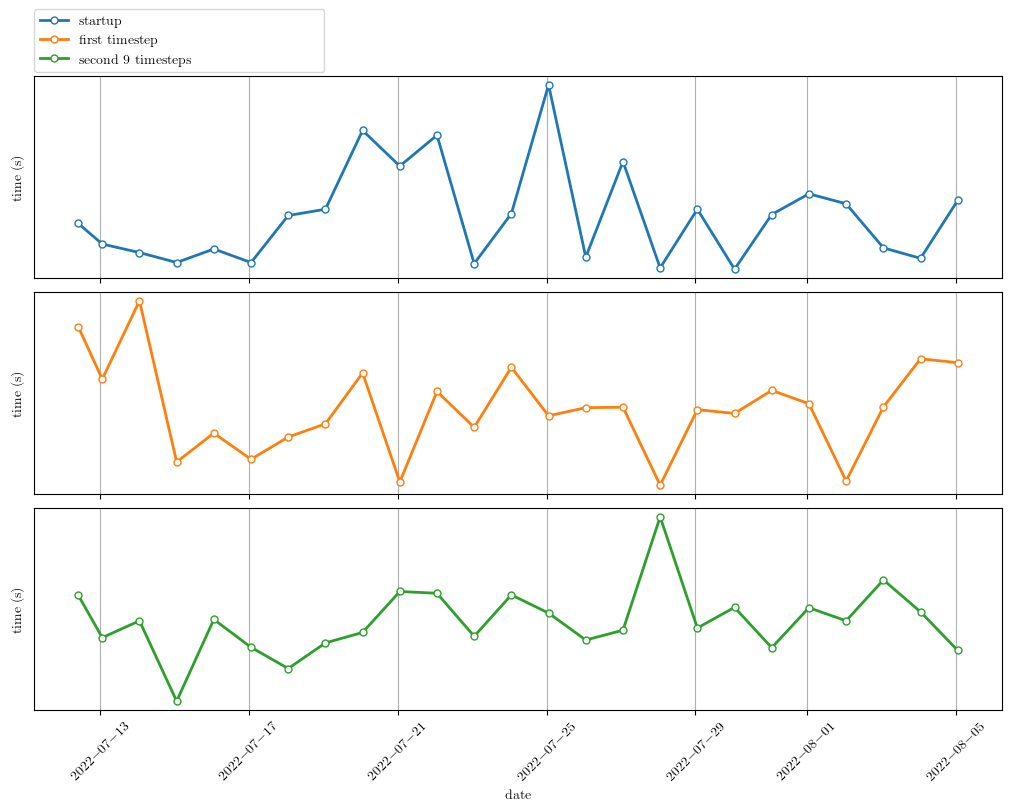 startup
first timestep
second 9 timesteps
time (s)
time (s)
time (s)
2022−07−13
2022−07−17
2022−07−21
2022−07−25
2022−07−29
2022−08−01
2022−08−05
date